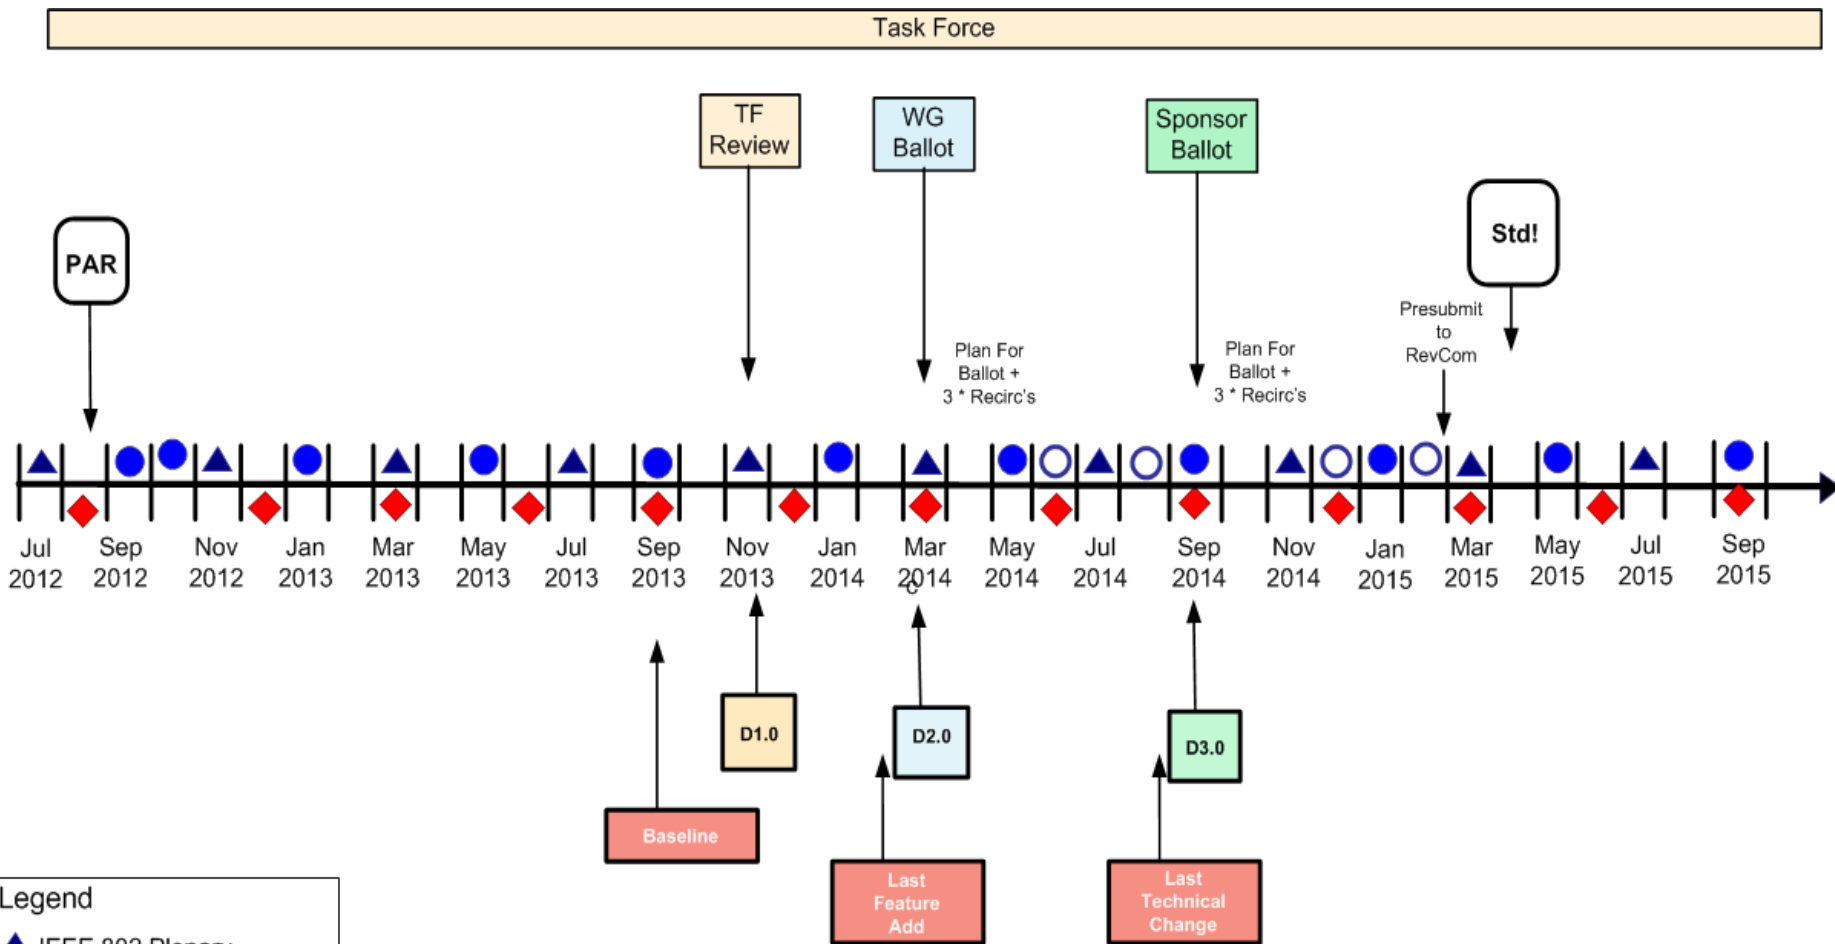 Task Force
TF
Review
WG
Ballot
Sponsor
Ballot
PAR
Std!
Presubmit
to
RevCom
Plan For
Ballot +
3 * Recirc's
Plan For
Ballot +
3 * Recirc's
Jul Sep Nov Jan Mar May Jul Sep Nov Jan Mar May Jul Sep Nov Jan Mar May Jul Sep
2012 2012 2012 2013 2013 2013 2013 2013 2013 2014 2014 2014 2014 2014 2014 2015 2015 2015 2015 2015
D1.0
D2.0
D3.0
Baseline
Last
Feature
Add
Last
Technical
Change
Legend
IEEE 802 Plenary